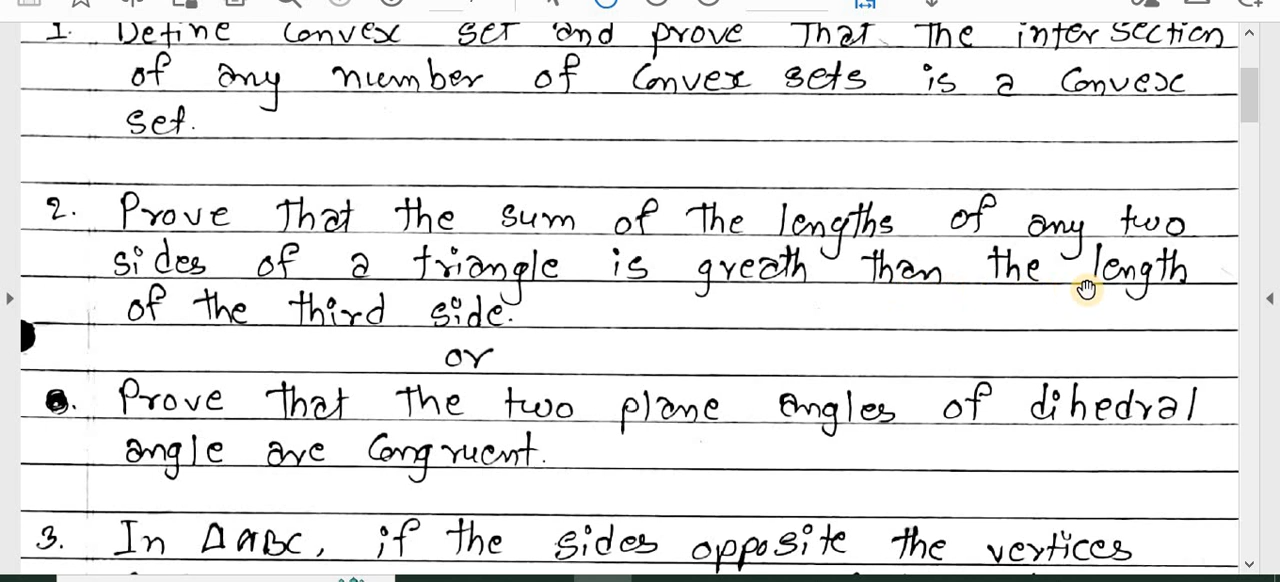 1. Define Convex set and prove That the intersection
of any number of Convex sets is a Convex
set.
2. Prove That the sum of the lengths of any two
sides of a triangle is greath than the length
of the third side.
or
Prove that the two plane angles of dihedral
angle are Congruent.
3. In ΔABC, if the sides opposite the vertices